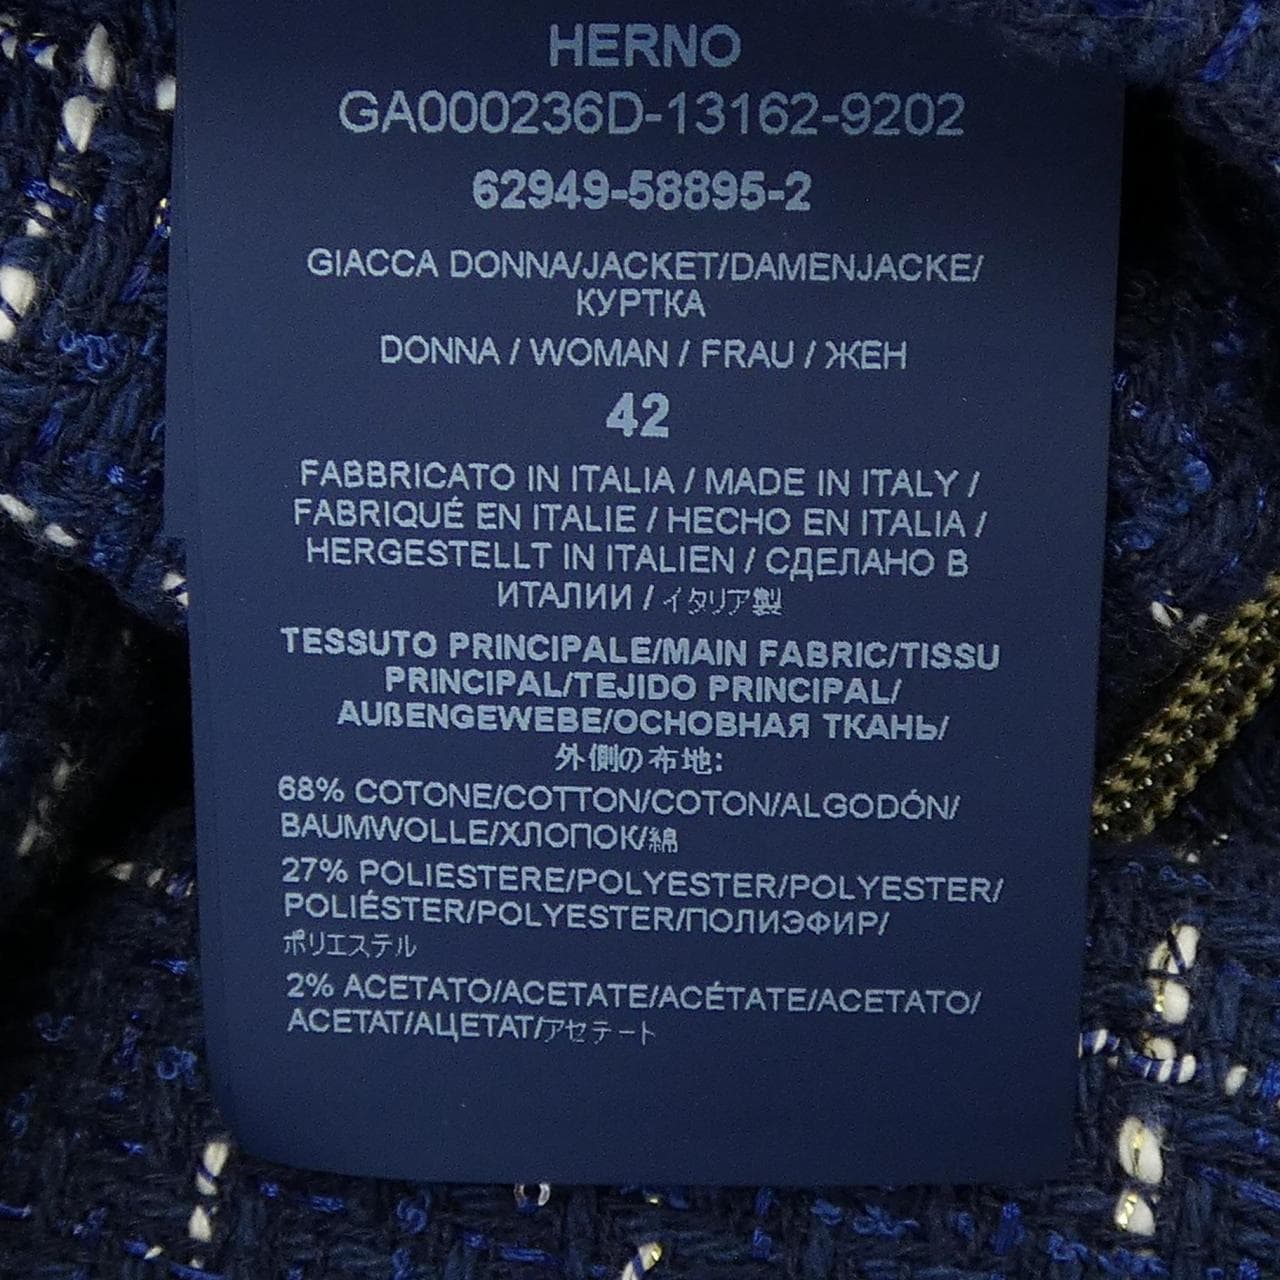 HERNO
GA000236D-13162-9202
62949-58895-2
GIACCA DONNA/JACKET/DAMENJACKE/
КУРТКА
DONNA / WOMAN / FRAU / ЖЕН
42
FABBRICATO IN ITALIA / MADE IN ITALY /
FABRIQUÉ EN ITALIE / HECHO EN ITALIA /
HERGESTELLT IN ITALIEN / СДЕЛАНО В
ИТАЛИИ / イタリア製
TESSUTO PRINCIPALE/MAIN FABRIC/TISSU
PRINCIPAL/TEJIDO PRINCIPAL/
AUßENGEWEBE/ОСНОВНАЯ ТКАНЬ/
外側の布地:
68% COTONE/COTTON/COTON/ALGODÓN/
BAUMWOLLE/ХЛОПОК/綿
27% POLIESTERE/POLYESTER/POLYESTER/
POLIÉSTER/POLYESTER/ПОЛИЭФИР/
ポリエステル
2% ACETATO/ACETATE/ACÉTATE/ACETATO/
ACETAT/АЦЕТАТ/アセテート